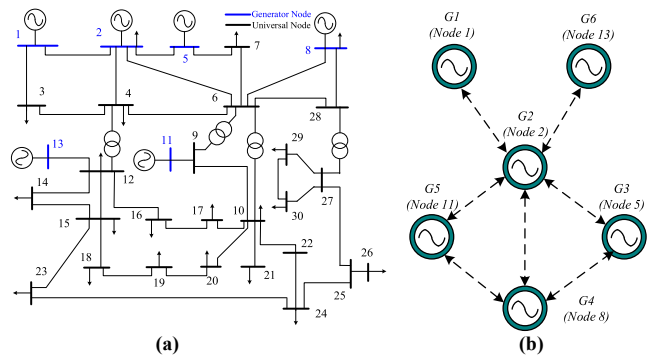 Generator Node
Universal Node
1
2
5
7
8
3
4
6
28
13
11
9
29
14
12
27
30
15
16
17
10
22
26
18
19
20
21
23
25
24
(a)
G1
(Node 1)
G6
(Node 13)
G2
(Node 2)
G5
(Node 11)
G3
(Node 5)
G4
(Node 8)
(b)